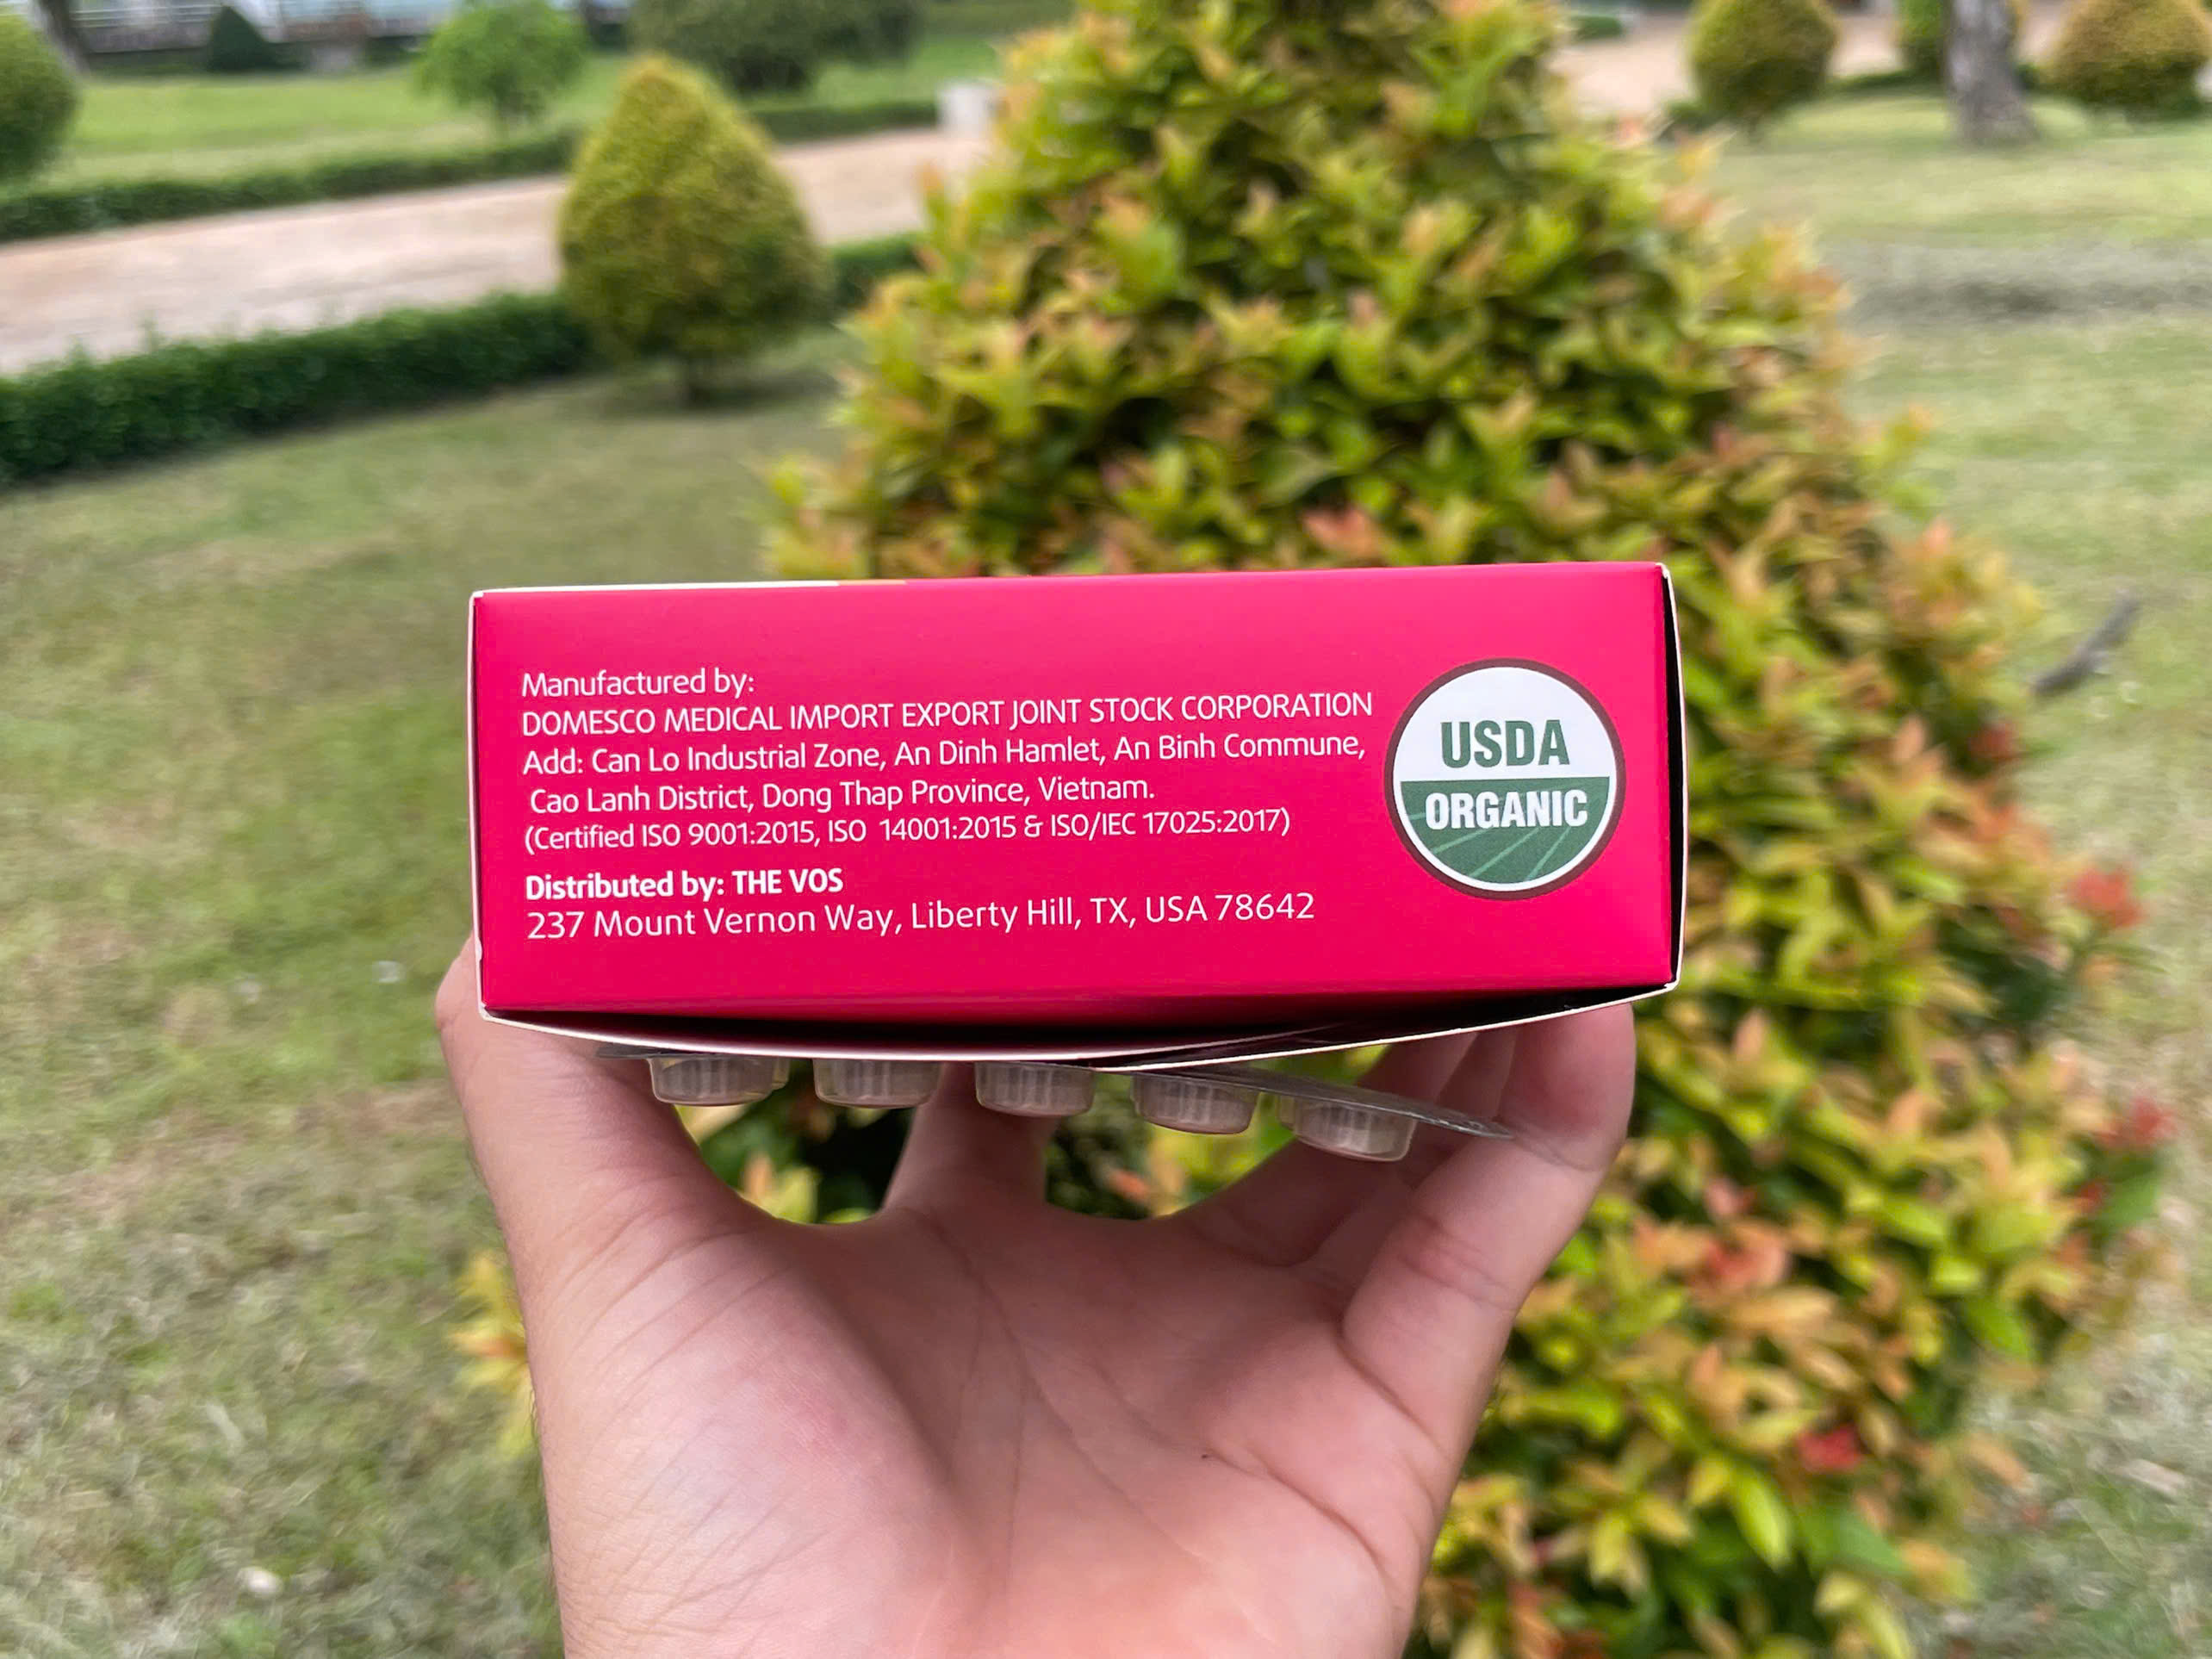 Manufactured by:
DOMESCO MEDICAL IMPORT EXPORT JOINT STOCK CORPORATION
Add: Can Lo Industrial Zone, An Dinh Hamlet, An Binh Commune,
Cao Lanh District, Dong Thap Province, Vietnam.
(Certified ISO 9001:2015, ISO 14001:2015 & ISO/IEC 17025:2017)
Distributed by: THE VOS
237 Mount Vernon Way, Liberty Hill, TX, USA 78642
USDA
ORGANIC